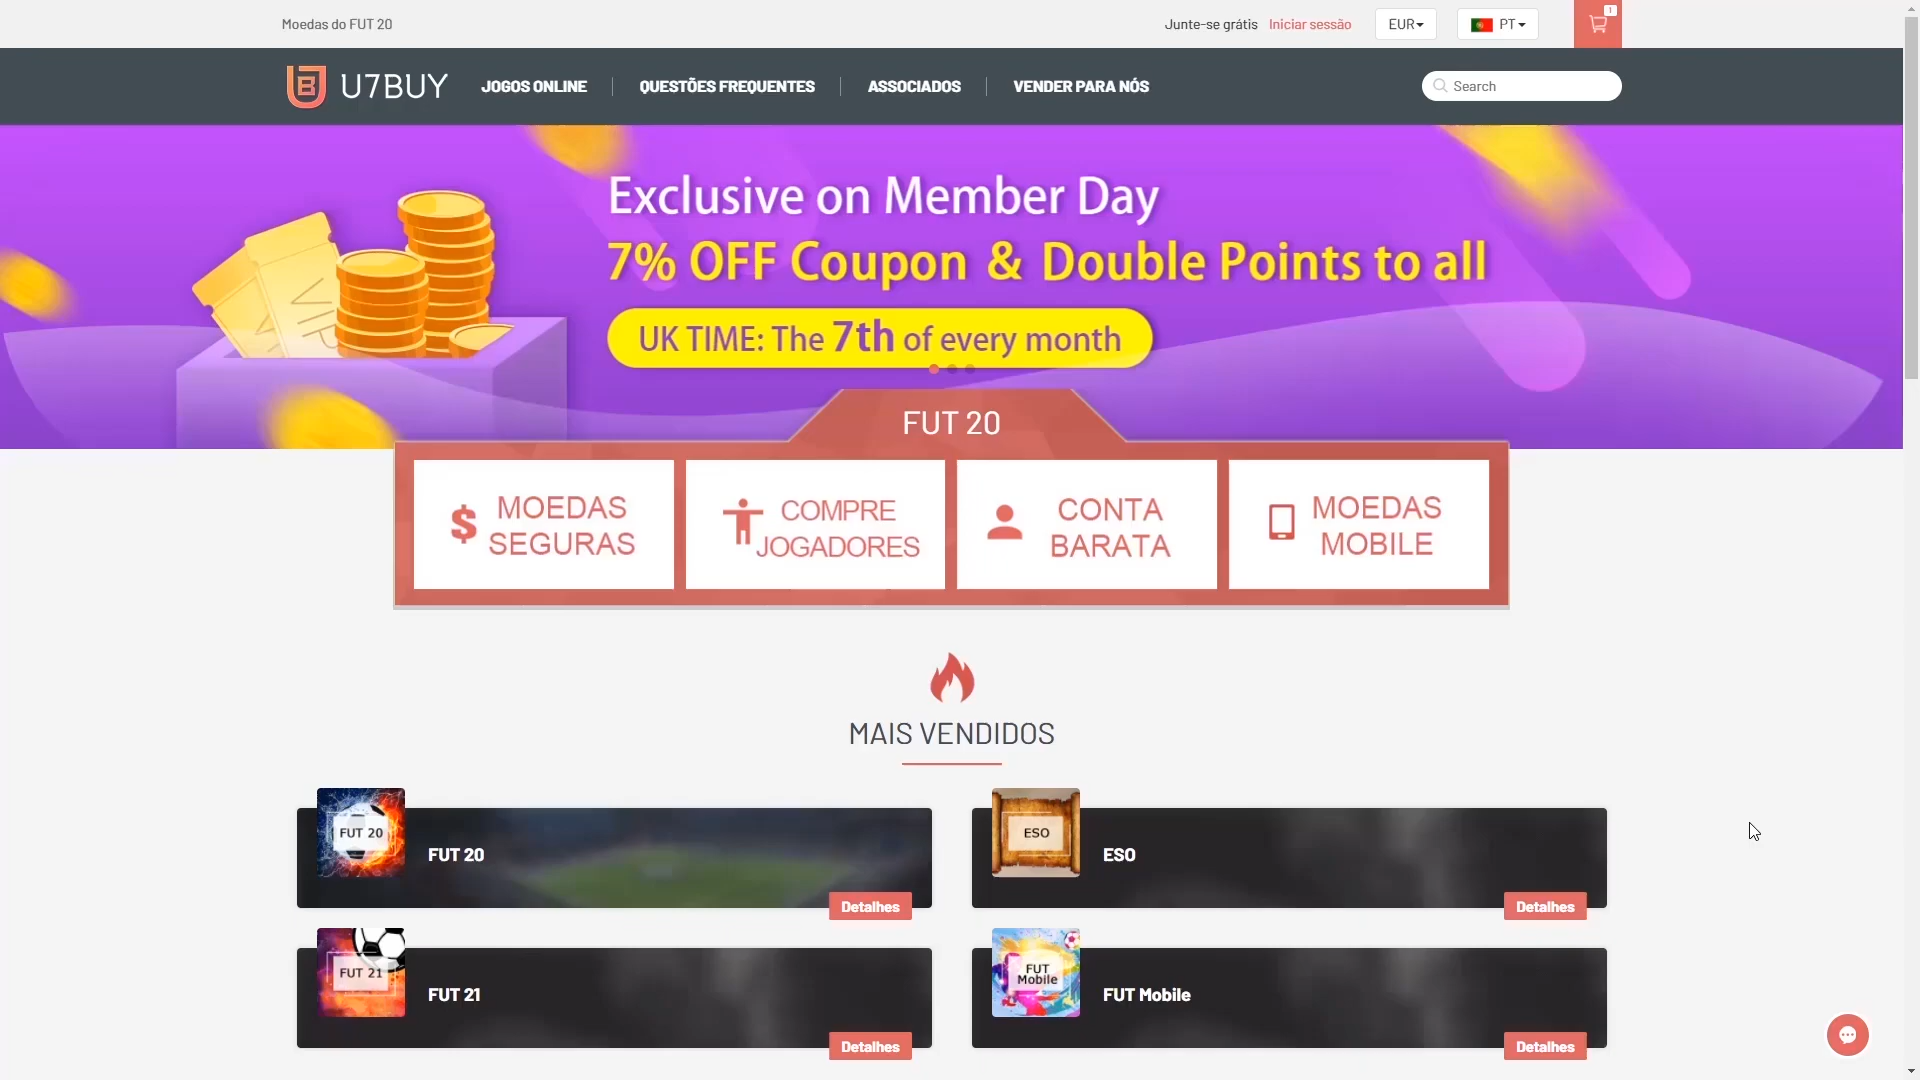 Moedas do FUT 20
Junte-se grátis Iniciar sessão EUR PT 1
U7BUY JOGOS ONLINE QUESTÕES FREQUENTES ASSOCIADOS VENDER PARA NÓS Search
Exclusive on Member Day
7% OFF Coupon & Double Points to all
UK TIME: The 7th of every month
VIP
FUT 20
MOEDAS
SEGURAS
COMPRE
JOGADORES
CONTA
BARATA
MOEDAS
MOBILE
MAIS VENDIDOS
FUT 20
FUT 20
Detalhes
ESO
ESO
Detalhes
FUT 21
FUT 21
Detalhes
FUT
Mobile
FUT Mobile
Detalhes